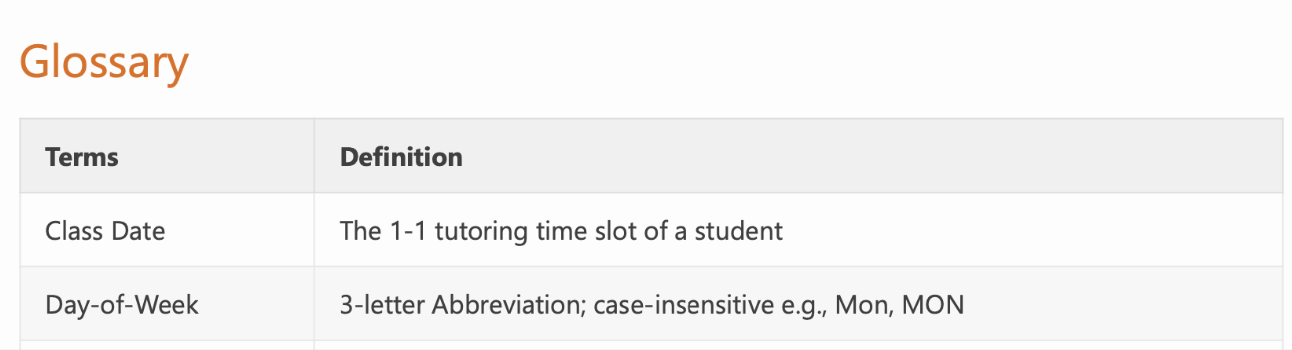 Glossary
Terms Definition
Class Date The 1-1 tutoring time slot of a student
Day-of-Week 3-letter Abbreviation; case-insensitive e.g., Mon, MON